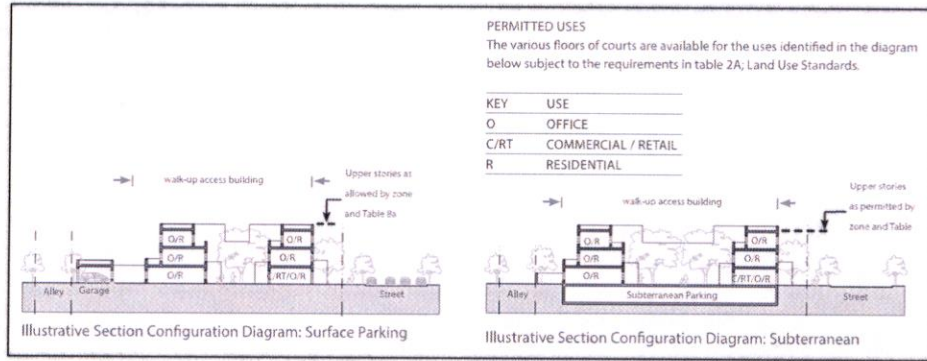 PERMITTED USES
The various floors of courts are available for the uses identified in the diagram
below subject to the requirements in table 2A; Land Use Standards.
KEY USE
O OFFICE
C/RT COMMERCIAL / RETAIL
R RESIDENTIAL
walk-up access building
Upper stories as
allowed by zone
and Table 8a
O/R O/R
O/R O/R
O/R C/RT/O/R
Alley Garage Street
Illustrative Section Configuration Diagram: Surface Parking
walk-up access building
Upper stories
as permitted by
zone and Table
O/R O/R
O/R O/R
O/R C/RT/O/R
Alley Subterranean Parking Street
Illustrative Section Configuration Diagram: Subterranean